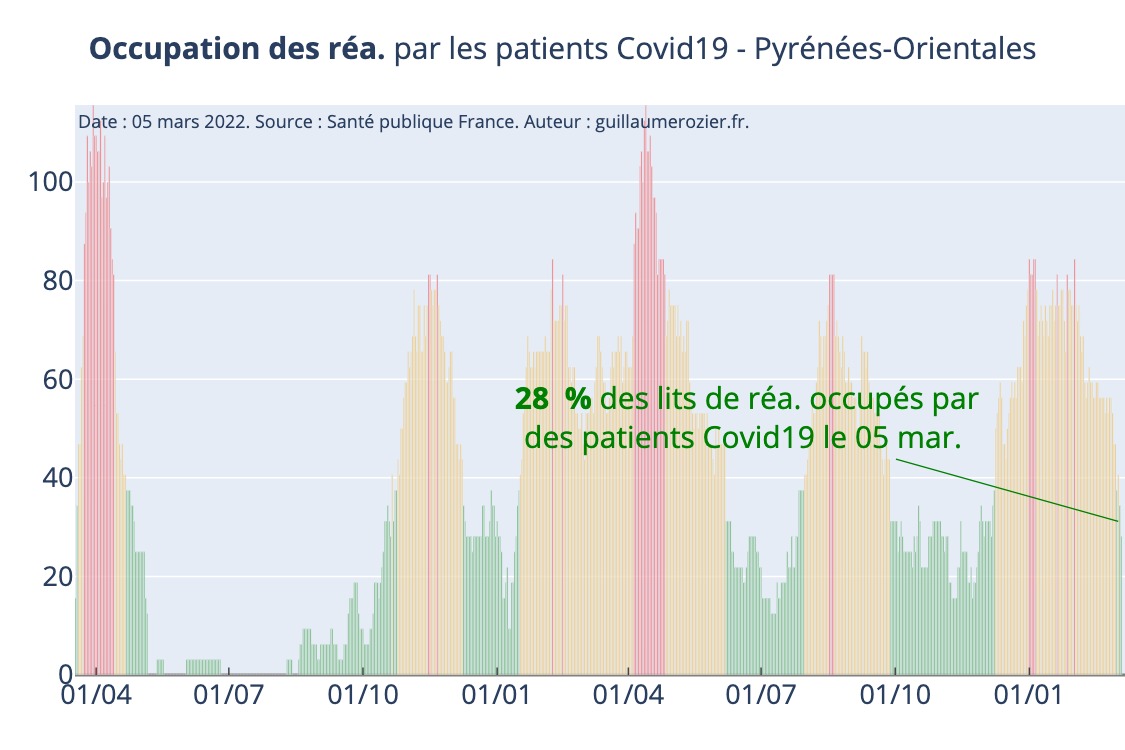 Occupation des réa. par les patients Covid19 - Pyrénées-Orientales
Date : 05 mars 2022. Source : Santé publique France. Auteur : guillaumerozier.fr.
100
80
60
28 % des lits de réa. occupés par
des patients Covid19 le 05 mar.
40
20
0
01/04 01/07 01/10 01/01 01/04 01/07 01/10 01/01